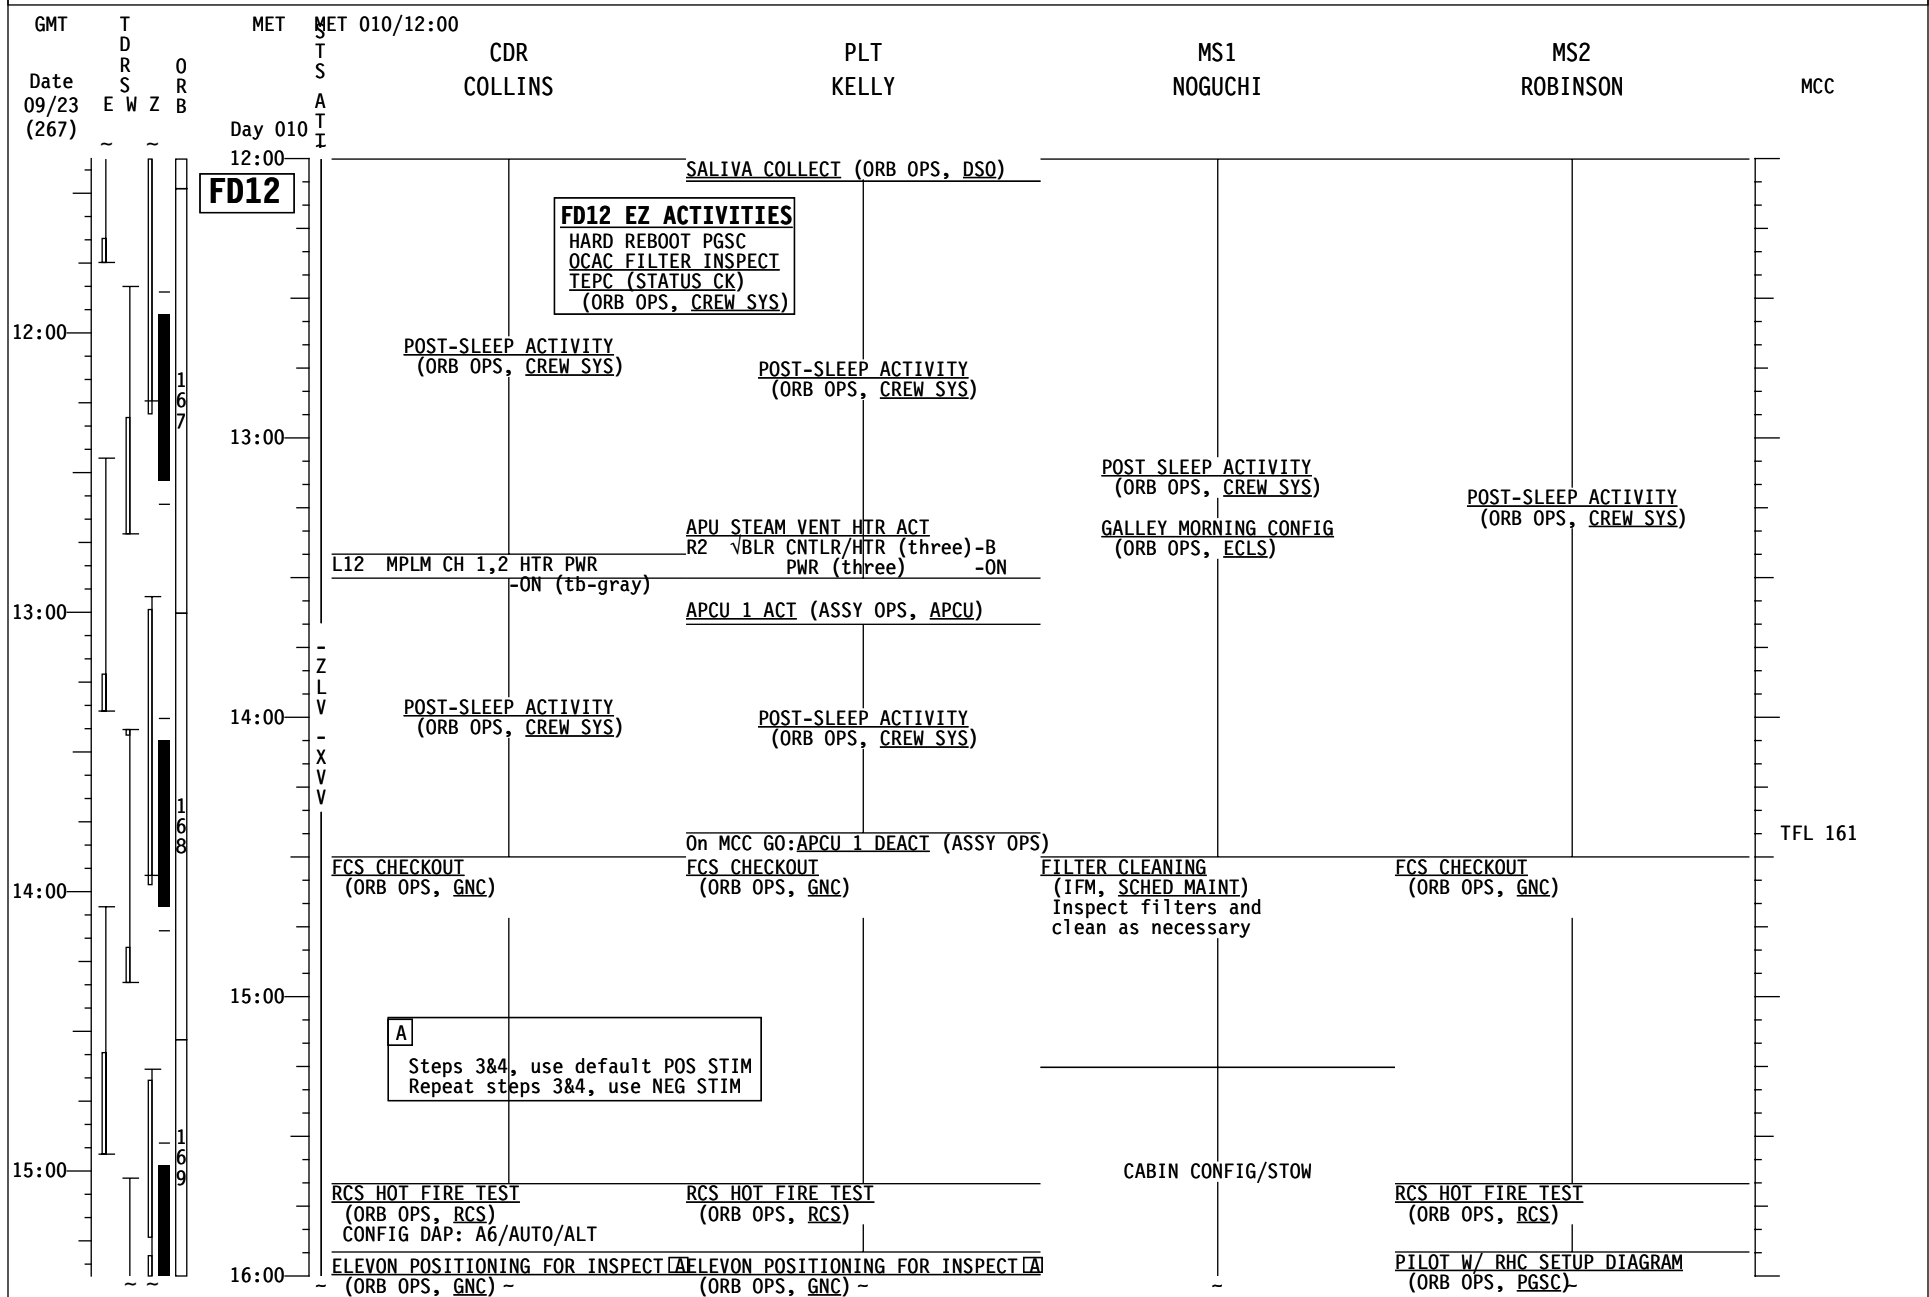 GMT
TDRS
MET
MET 010/12:00
STS ATT
CDR
COLLINS
PLT
KELLY
MS1
NOGUCHI
MS2
ROBINSON
MCC
Date
09/23
(267)
E W Z
ORB
Day 010
~ ~
12:00
FD12
SALIVA COLLECT (ORB OPS, DSO)
FD12 EZ ACTIVITIES
HARD REBOOT PGSC
OCAC FILTER INSPECT
TEPC (STATUS CK)
(ORB OPS, CREW SYS)
12:00
POST-SLEEP ACTIVITY
(ORB OPS, CREW SYS)
POST-SLEEP ACTIVITY
(ORB OPS, CREW SYS)
167
13:00
POST SLEEP ACTIVITY
(ORB OPS, CREW SYS)
POST-SLEEP ACTIVITY
(ORB OPS, CREW SYS)
GALLEY MORNING CONFIG
(ORB OPS, ECLS)
APU STEAM VENT HTR ACT
R2 √BLR CNTLR/HTR (three)-B
PWR (three) -ON
L12 MPLM CH 1,2 HTR PWR
-ON (tb-gray)
13:00
APCU 1 ACT (ASSY OPS, APCU)
-ZLV
-XVV
14:00
POST-SLEEP ACTIVITY
(ORB OPS, CREW SYS)
POST-SLEEP ACTIVITY
(ORB OPS, CREW SYS)
168
On MCC GO:APCU 1 DEACT (ASSY OPS)
TFL 161
14:00
FCS CHECKOUT
(ORB OPS, GNC)
FCS CHECKOUT
(ORB OPS, GNC)
FILTER CLEANING
(IFM, SCHED MAINT)
Inspect filters and
clean as necessary
FCS CHECKOUT
(ORB OPS, GNC)
15:00
A
Steps 3&4, use default POS STIM
Repeat steps 3&4, use NEG STIM
169
15:00
CABIN CONFIG/STOW
RCS HOT FIRE TEST
(ORB OPS, RCS)
CONFIG DAP: A6/AUTO/ALT
RCS HOT FIRE TEST
(ORB OPS, RCS)
RCS HOT FIRE TEST
(ORB OPS, RCS)
16:00
ELEVON POSITIONING FOR INSPECT A
(ORB OPS, GNC) ~
ELEVON POSITIONING FOR INSPECT A
(ORB OPS, GNC) ~
PILOT W/ RHC SETUP DIAGRAM
(ORB OPS, PGSC)~